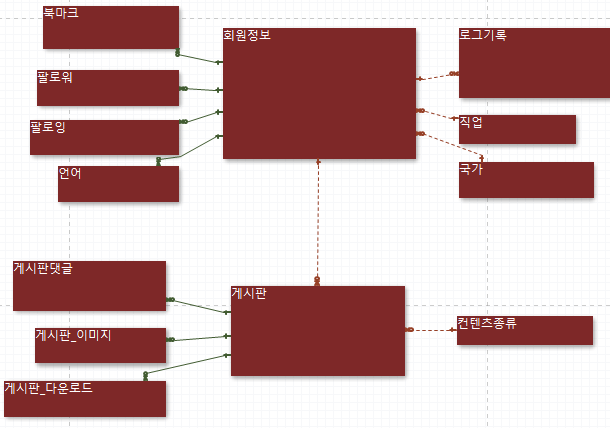 북마크
회원정보
로그기록
팔로워
팔로잉
직업
언어
국가
게시판댓글
게시판
게시판_이미지
컨텐츠종류
게시판_다운로드